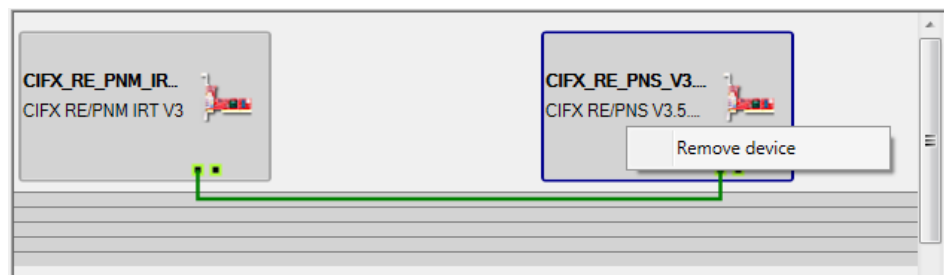 CIFX_RE_PNM_IR...
CIFX RE/PNM IRT V3
CIFX_RE_PNS_V3....
CIFX RE/PNS V3.5....
Remove device